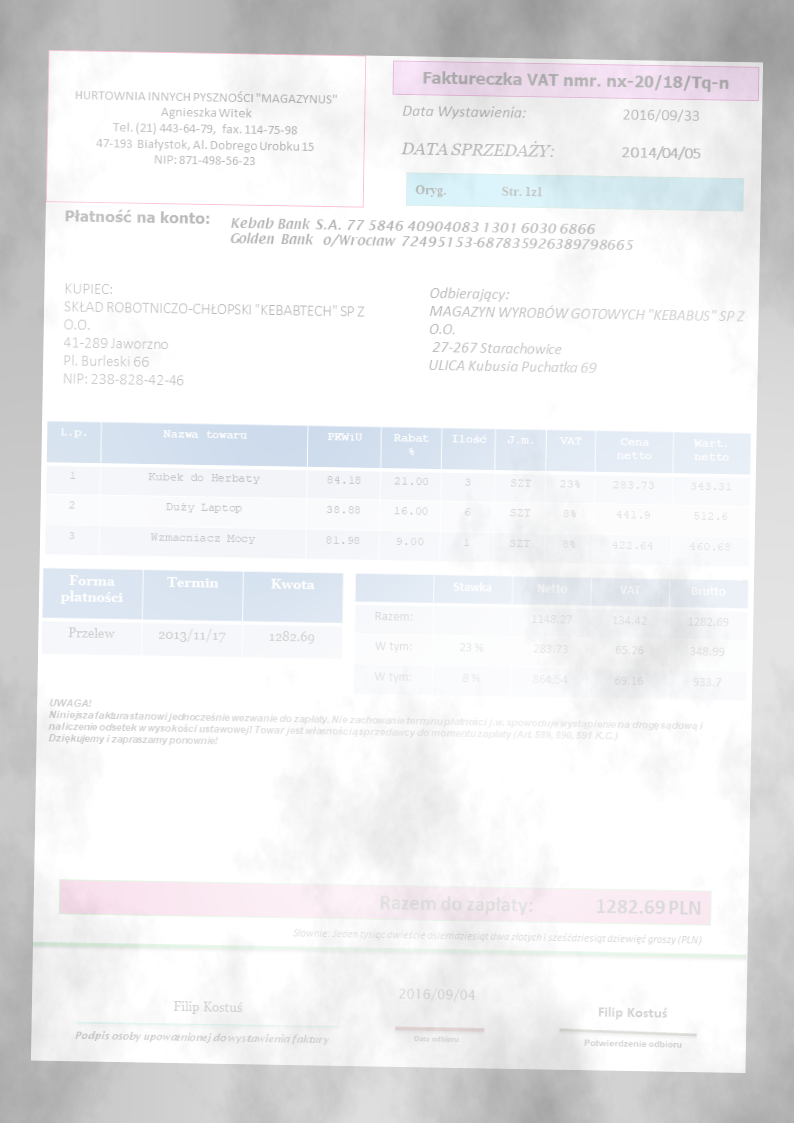 HURTOWNIA INNYCH PYSZNOŚCI "MAGAZYNUS"
Agnieszka Witek
Tel. (21) 443-64-79, fax. 114-75-98
47-193 Białystok, Al. Dobrego Urobku 15
NIP: 871-498-56-23
Faktureczka VAT nmr. nx-20/18/Tq-n
Data Wystawienia: 2016/09/33
DATA SPRZEDAŻY: 2014/04/05
Oryg. Str. 1z1
Płatność na konto: Kebab Bank S.A. 77 5846 40904083 1301 6030 6866
Golden Bank o/Wrocław 72495153-687835926389798665
KUPIEC:
SKŁAD ROBOTNICZO-CHŁOPSKI "KEBABTECH" SP Z
O.O.
41-289 Jaworzno
Pl. Burleski 66
NIP: 238-828-42-46
Odbierający:
MAGAZYN WYROBÓW GOTOWYCH "KEBABUS" SP Z
O.O.
27-267 Starachowice
ULICA Kubusia Puchatka 69
L.p. Nazwa towaru PKWiU Rabat % Ilość J.m. VAT Cena netto Wart. netto
1 Kubek do Herbaty 84.18 21.00 3 SZT 23% 283.73 343.31
2 Duży Laptop 38.88 16.00 6 SZT 8% 441.9 512.6
3 Wzmacniacz Mocy 81.98 9.00 1 SZT 8% 422.64 460.68
Forma płatności Termin Kwota
Przelew 2013/11/17 1282.69
Stawka Netto VAT Brutto
Razem: 1148.27 134.42 1282.69
W tym: 23 % 283.73 65.26 348.99
W tym: 8 % 864.54 69.16 933.7
UWAGA!
Niniejsza faktura stanowi jednocześnie wezwanie do zapłaty. Nie zachowanie terminu płatności j.w. spowoduje wystąpienie na drogę sądową i
naliczenie odsetek w wysokości ustawowej! Towar jest własnością sprzedawcy do momentu zapłaty (Art. 589, 590, 591 K.C.)
Dziękujemy i zapraszamy ponownie!
Razem do zapłaty: 1282.69 PLN
Słownie: Jeden tysiąc dwieście osiemdziesiąt dwa złotych i sześćdziesiąt dziewięć groszy (PLN)
Filip Kostuś
Podpis osoby upoważnionej do wystawienia faktury
2016/09/04
Data odbioru
Filip Kostuś
Potwierdzenie odbioru